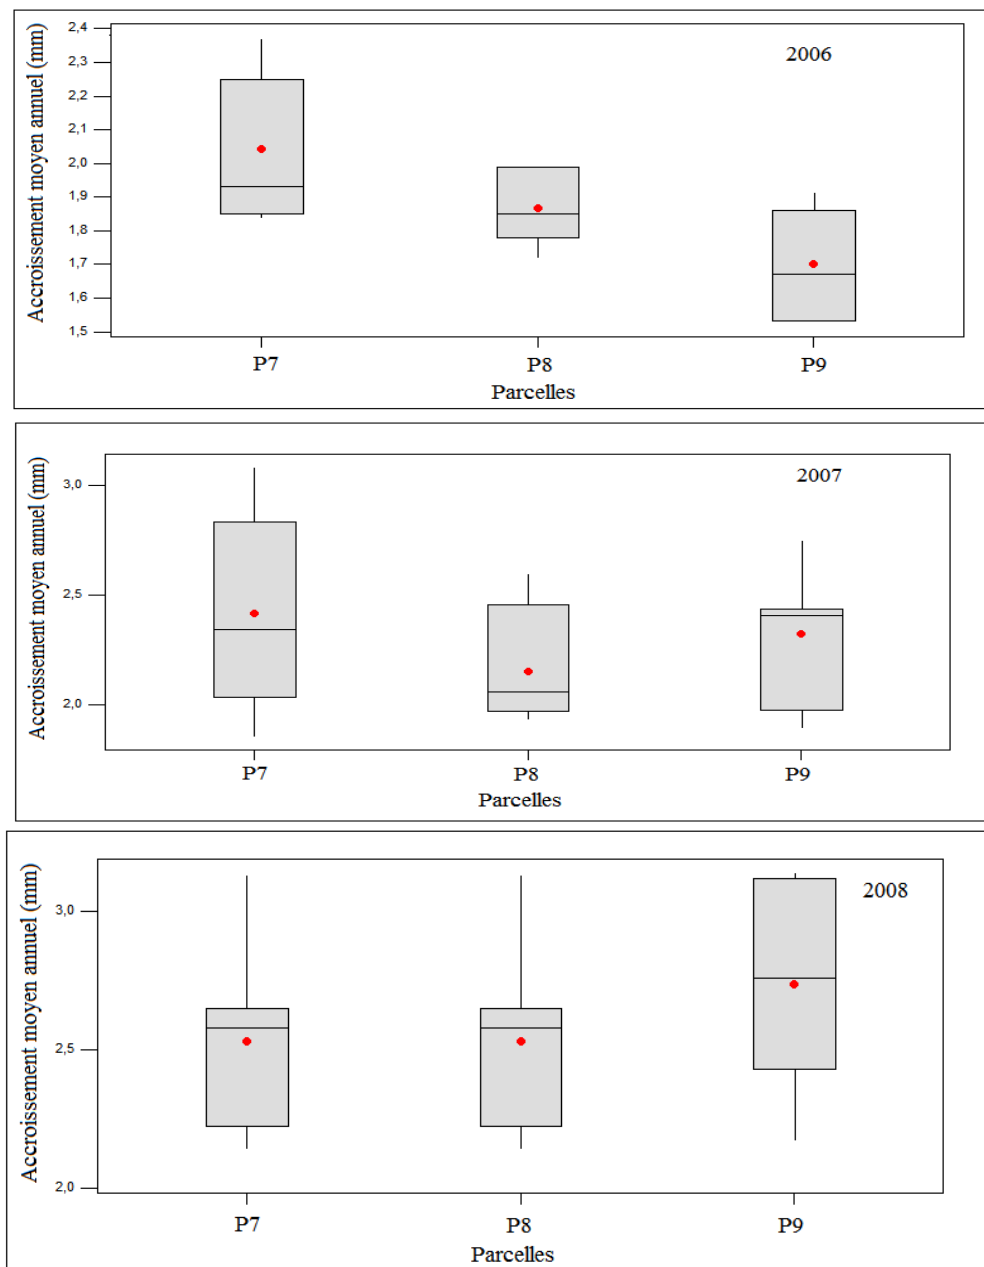 Accroissement moyen annuel (mm)
2,4
2,3
2,2
2,1
2,0
1,9
1,8
1,7
1,6
1,5
2006
P7 P8 P9
Parcelles
Accroissement moyen annuel (mm)
3,0
2,5
2,0
2007
P7 P8 P9
Parcelles
Accroissement moyen annuel (mm)
3,0
2,5
2,0
2008
P7 P8 P9
Parcelles